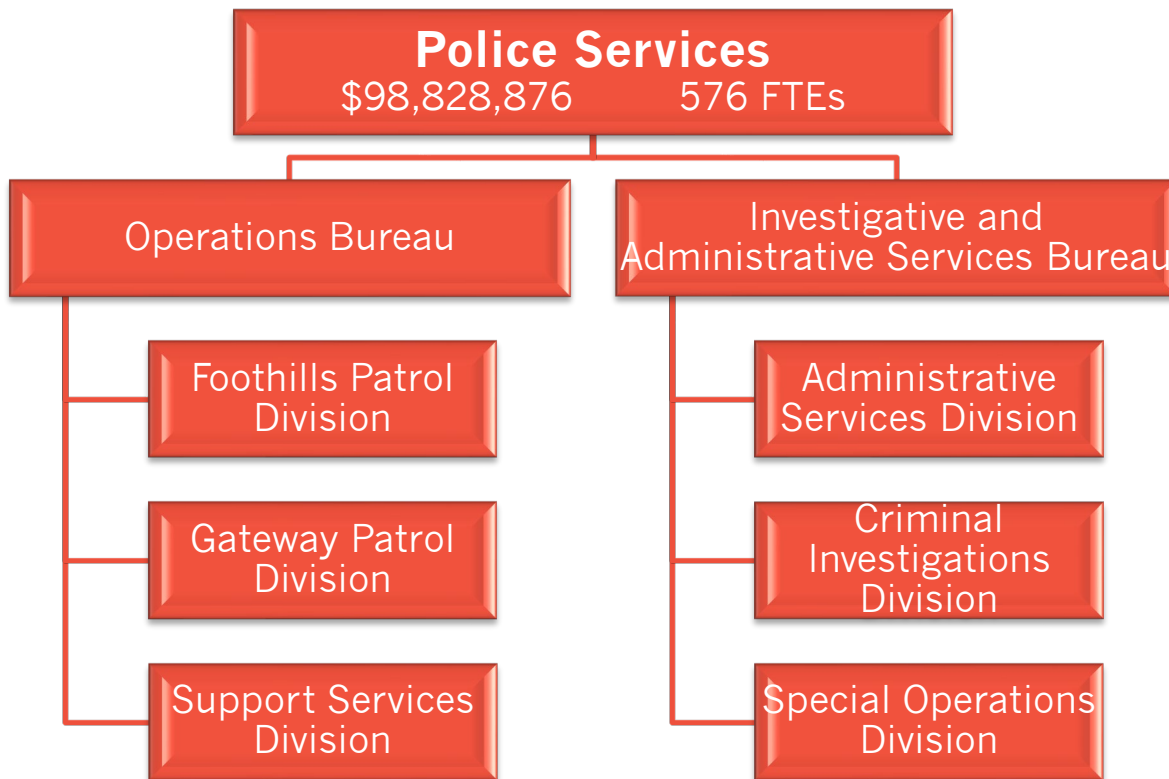 Police Services
$98,828,876 576 FTEs
Operations Bureau
Investigative and
Administrative Services Bureau
Foothills Patrol
Division
Gateway Patrol
Division
Support Services
Division
Administrative
Services Division
Criminal
Investigations
Division
Special Operations
Division